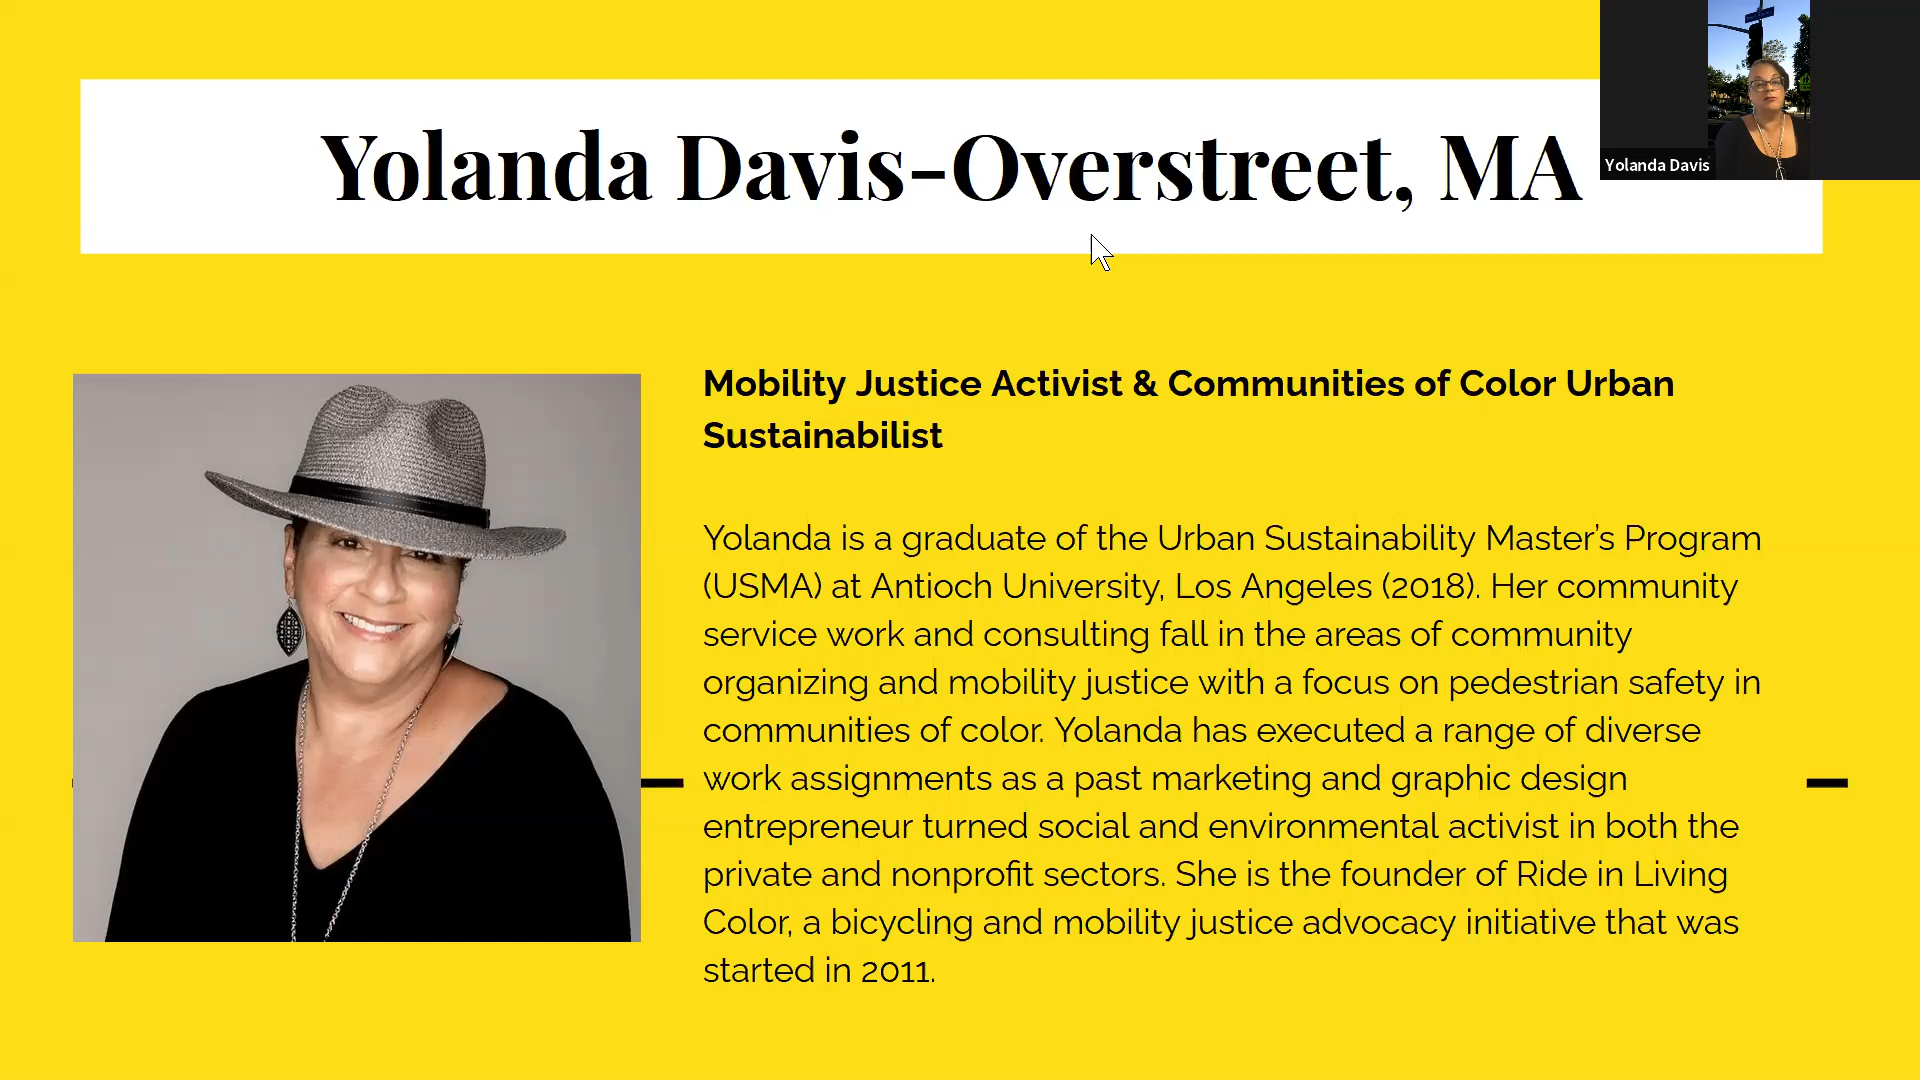 Yolanda Davis-Overstreet, MA
Yolanda Davis
Mobility Justice Activist & Communities of Color Urban
Sustainabilist
Yolanda is a graduate of the Urban Sustainability Master’s Program
(USMA) at Antioch University, Los Angeles (2018). Her community
service work and consulting fall in the areas of community
organizing and mobility justice with a focus on pedestrian safety in
communities of color. Yolanda has executed a range of diverse
work assignments as a past marketing and graphic design
entrepreneur turned social and environmental activist in both the
private and nonprofit sectors. She is the founder of Ride in Living
Color, a bicycling and mobility justice advocacy initiative that was
started in 2011.